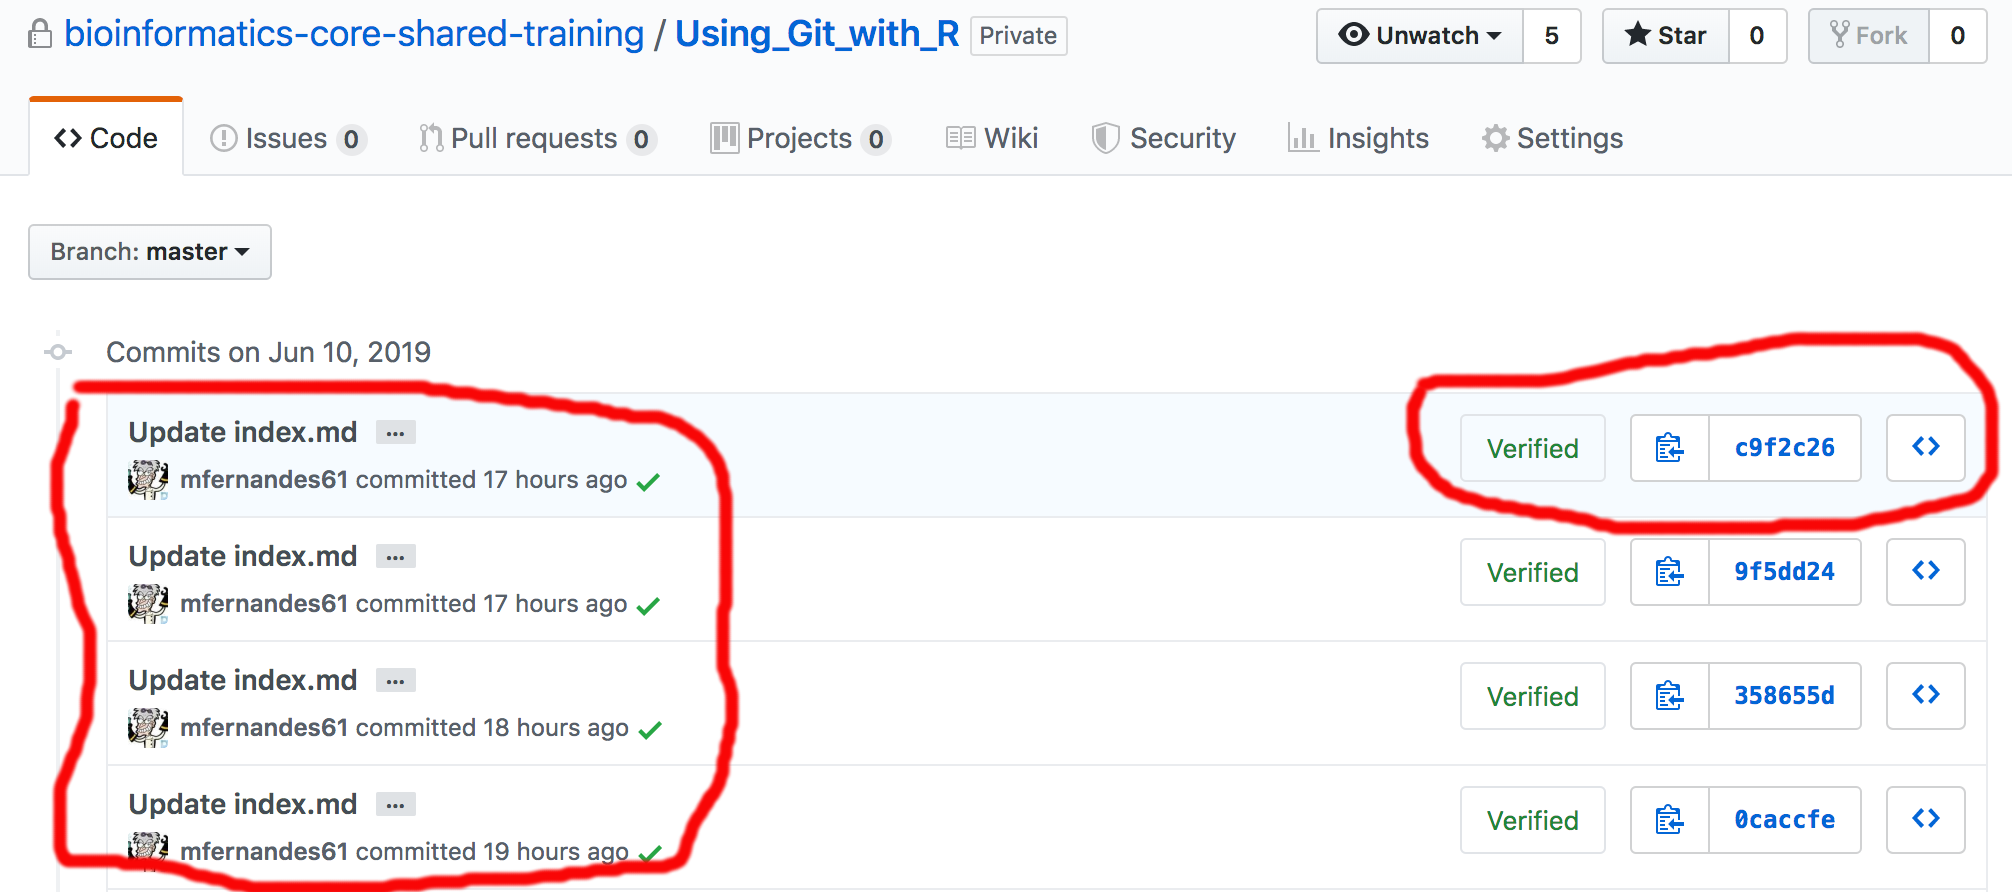 bioinformatics-core-shared-training / Using_Git_with_R Private Unwatch 5 Star 0 Fork 0
Code Issues 0 Pull requests 0 Projects 0 Wiki Security Insights Settings
Branch: master
Commits on Jun 10, 2019
Update index.md ...
Verified c9f2c26
mfernandes61 committed 17 hours ago
Update index.md ...
Verified 9f5dd24
mfernandes61 committed 17 hours ago
Update index.md ...
Verified 358655d
mfernandes61 committed 18 hours ago
Update index.md ...
Verified 0caccfe
mfernandes61 committed 19 hours ago